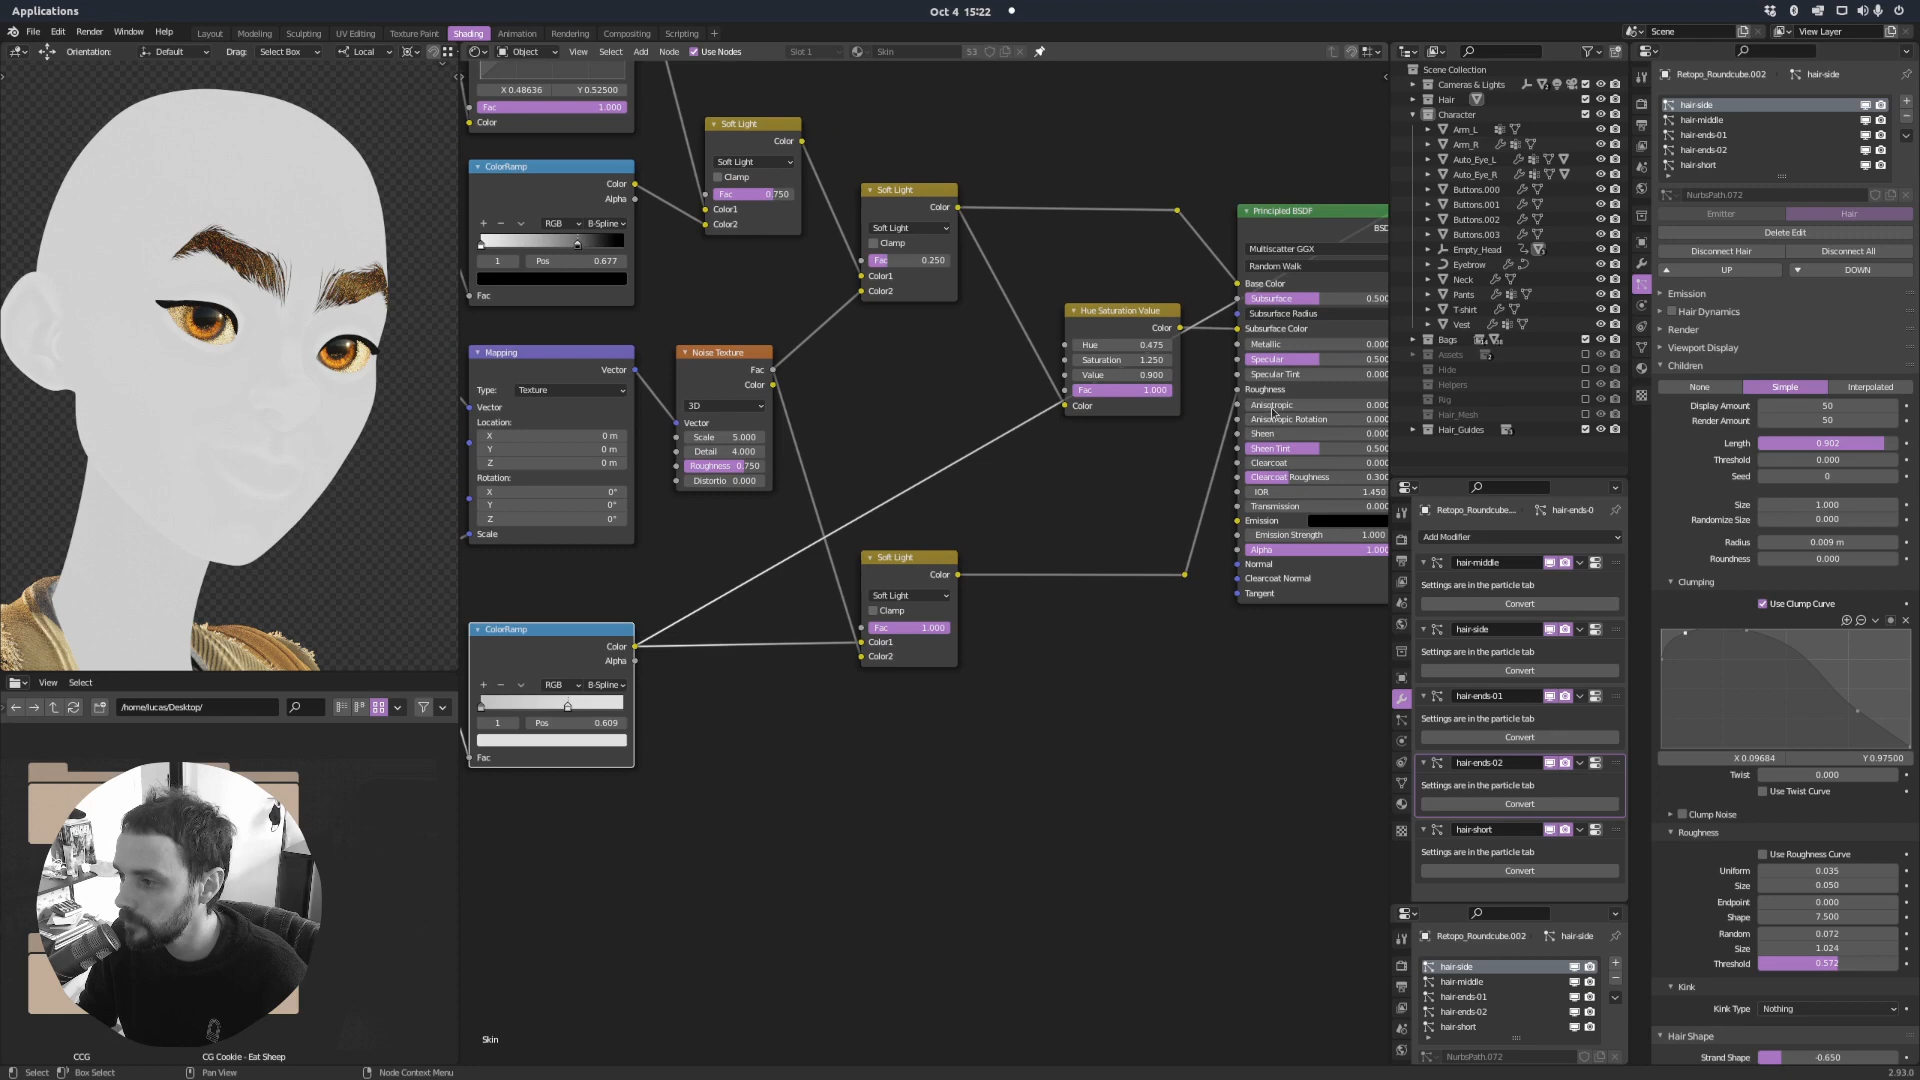 Applications
Oct 4 15:22
File Edit Render Window Help
Layout Modeling Sculpting UV Editing Texture Paint Shading Animation Rendering Compositing Scripting +
Scene
View Layer
Orientation: Default Drag: Select Box Local
Object View Select Add Node Use Nodes Slot 1 Skin 53
X 0.48636 Y 0.52500
Fac 1.000
Color
ColorRamp
Color
Alpha
RGB B-Spline
1 Pos 0.677
Fac
Soft Light
Color
Soft Light
Clamp
Fac 0.750
Color1
Color2
Soft Light
Color
Soft Light
Clamp
Fac 0.250
Color1
Color2
Mapping
Vector
Type: Texture
Vector
Location:
X 0 m
Y 0 m
Z 0 m
Rotation:
X 0°
Y 0°
Z 0°
Scale
Noise Texture
Fac
Color
3D
Vector
Scale 5.000
Detail 4.000
Roughness 0.750
Distortio 0.000
Hue Saturation Value
Color
Hue 0.475
Saturation 1.250
Value 0.900
Fac 1.000
Color
Soft Light
Color
Soft Light
Clamp
Fac 1.000
Color1
Color2
ColorRamp
Color
Alpha
RGB B-Spline
1 Pos 0.609
Fac
Principled BSDF
BSD
Multiscatter GGX
Random Walk
Base Color
Subsurface 0.500
Subsurface Radius
Subsurface Color
Metallic 0.000
Specular 0.500
Specular Tint 0.000
Roughness
Anisotropic 0.000
Anisotropic Rotation 0.000
Sheen 0.000
Sheen Tint 0.500
Clearcoat 0.000
Clearcoat Roughness 0.300
IOR 1.450
Transmission 0.000
Emission
Emission Strength 1.000
Alpha 1.000
Normal
Clearcoat Normal
Tangent
Skin
View Select
/home/lucas/Desktop/
CCG
CG Cookie - Eat Sheep
Scene Collection
Cameras & Lights
Hair
Character
Arm_L
Arm_R
Auto_Eye_L
Auto_Eye_R
Buttons.000
Buttons.001
Buttons.002
Buttons.003
Empty_Head
Eyebrow
Neck
Pants
T-shirt
Vest
Bags
Assets
Hide
Helpers
Rig
Hair_Mesh
Hair_Guides
Retopo_Roundcube.... hair-ends-0
Add Modifier
hair-middle
Settings are in the particle tab
Convert
hair-side
Settings are in the particle tab
Convert
hair-ends-01
Settings are in the particle tab
Convert
hair-ends-02
Settings are in the particle tab
Convert
hair-short
Settings are in the particle tab
Convert
Retopo_Roundcube.002 hair-side
hair-side
hair-middle
hair-ends-01
hair-ends-02
hair-short
NurbsPath.072
Retopo_Roundcube.002 hair-side
hair-side
hair-middle
hair-ends-01
hair-ends-02
hair-short
NurbsPath.072
Emitter Hair
Delete Edit
Disconnect Hair Disconnect All
UP DOWN
Emission
Hair Dynamics
Render
Viewport Display
Children
None Simple Interpolated
Display Amount 50
Render Amount 50
Length 0.902
Threshold 0.000
Seed 0
Size 1.000
Randomize Size 0.000
Radius 0.009 m
Roundness 0.000
Clumping
Use Clump Curve
X 0.09684 Y 0.97500
Twist 0.000
Use Twist Curve
Clump Noise
Roughness
Use Roughness Curve
Uniform 0.035
Size 0.050
Endpoint 0.000
Shape 7.500
Random 0.072
Size 1.024
Threshold 0.572
Kink
Kink Type Nothing
Hair Shape
Strand Shape -0.650
Select Box Select Pan View Node Context Menu
2.93.0